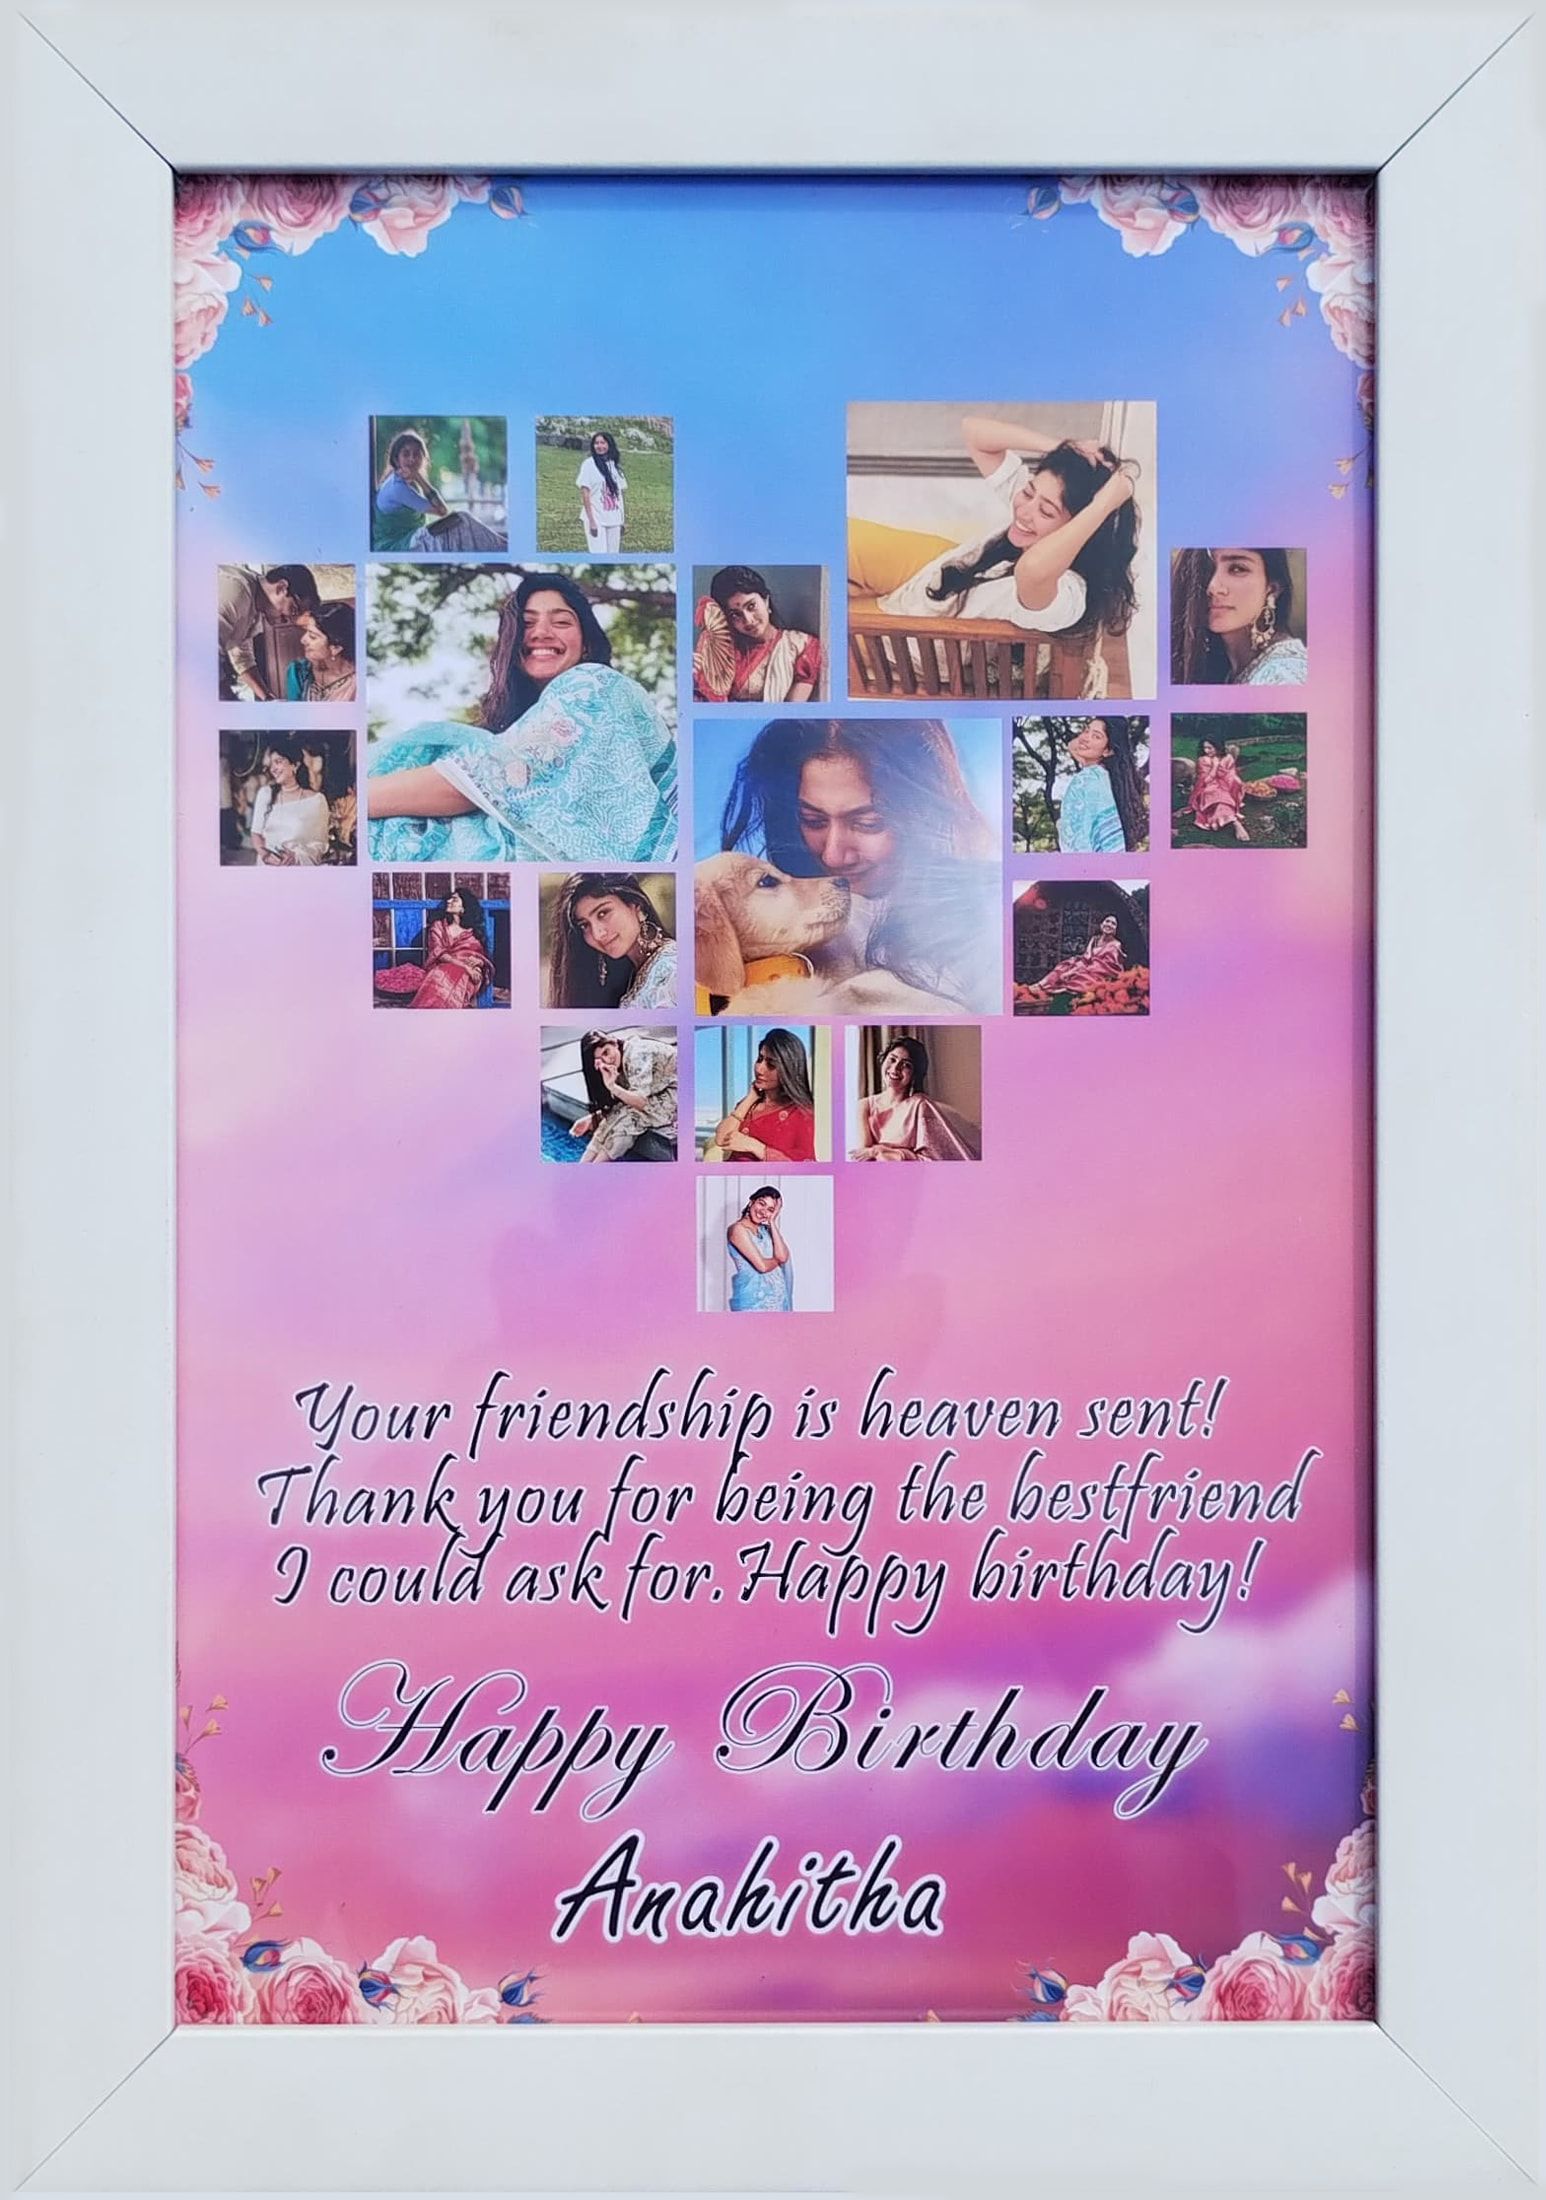 Your friendship is heaven sent!
Thank you for being the bestfriend
I could ask for. Happy birthday!
Happy Birthday
Anahitha